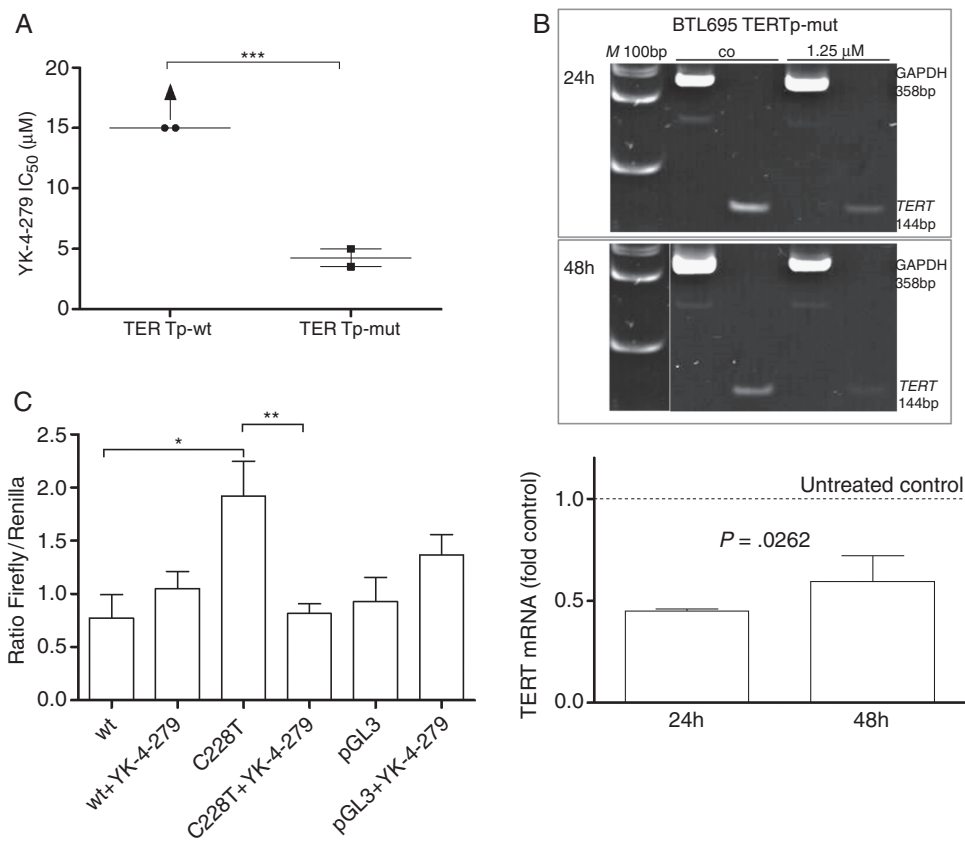 A
***
20
15
20
5
0
YK-4-279 IC50 (µM)
TER Tp-wt
TER Tp-mut
B
BTL695 TERTp-mut
M 100bp
co
1.25 µM
24h
GAPDH
358bp
TERT
144bp
48h
GAPDH
358bp
TERT
144bp
C
*
**
2.5
2.0
1.5
1.0
0.5
0.0
Ratio Firefly/Renilla
wt
wt+YK-4-279
C228T
C228T+YK-4-279
pGL3
pGL3+YK-4-279
TERT mRNA (fold control)
1.0
0.5
0.0
Untreated control
P = .0262
24h
48h